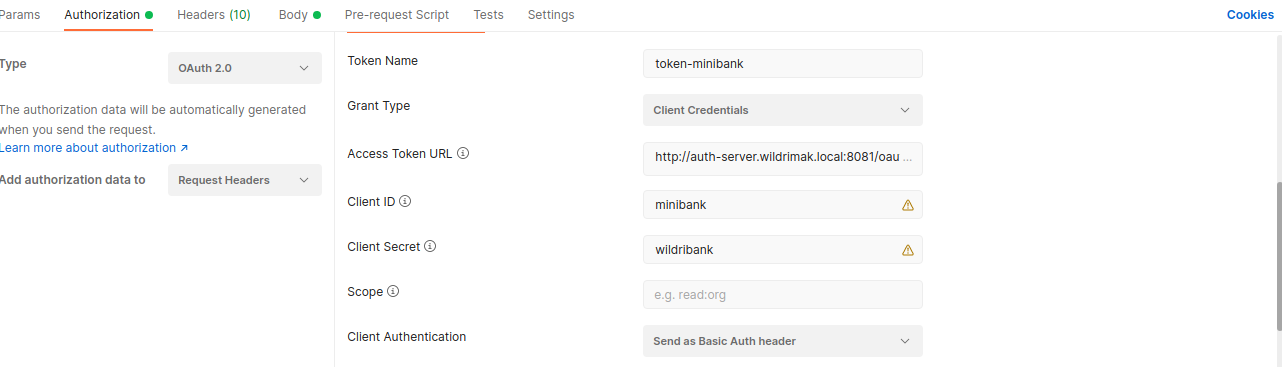 Params Authorization Headers (10) Body Pre-request Script Tests Settings Cookies
Type
OAuth 2.0
The authorization data will be automatically generated
when you send the request.
Learn more about authorization ↗
Add authorization data to
Request Headers
Token Name
token-minibank
Grant Type
Client Credentials
Access Token URL
http://auth-server.wildrimak.local:8081/oau ...
Client ID
minibank
Client Secret
wildribank
Scope
e.g. read:org
Client Authentication
Send as Basic Auth header